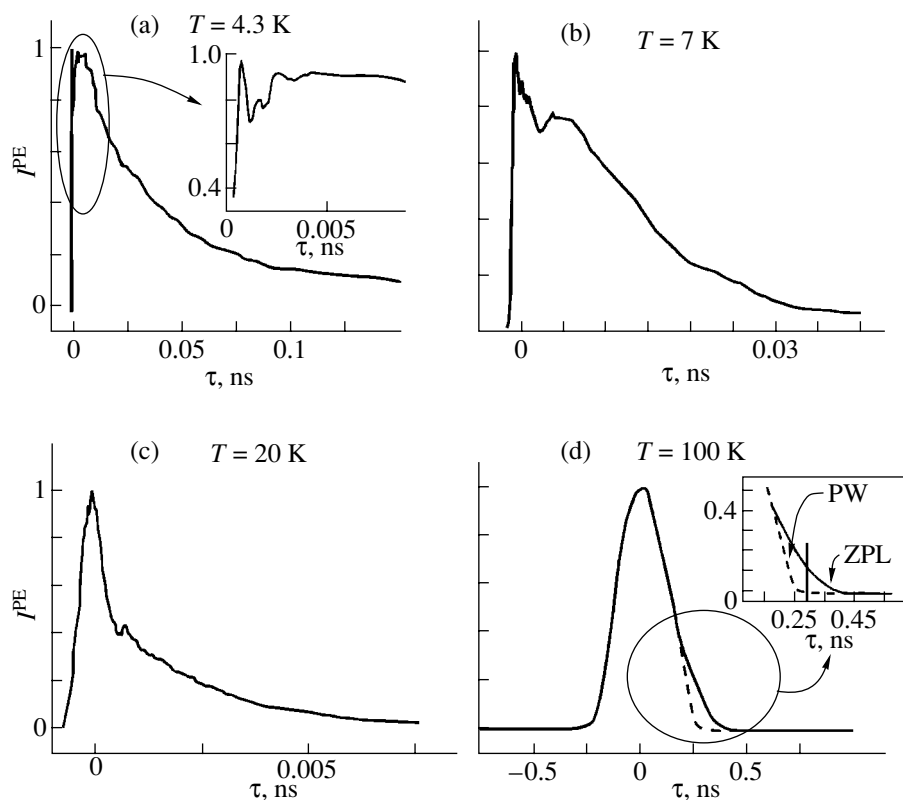 (a)
T = 4.3 K
1.0
0.4
0
0.005
τ, ns
1
0
I^PE
0
0.05
0.1
τ, ns
(b)
T = 7 K
0
0.03
τ, ns
(c)
T = 20 K
1
0
I^PE
0
0.005
τ, ns
(d)
T = 100 K
PW
ZPL
0.4
0
0.25
0.45
τ, ns
−0.5
0
0.5
τ, ns